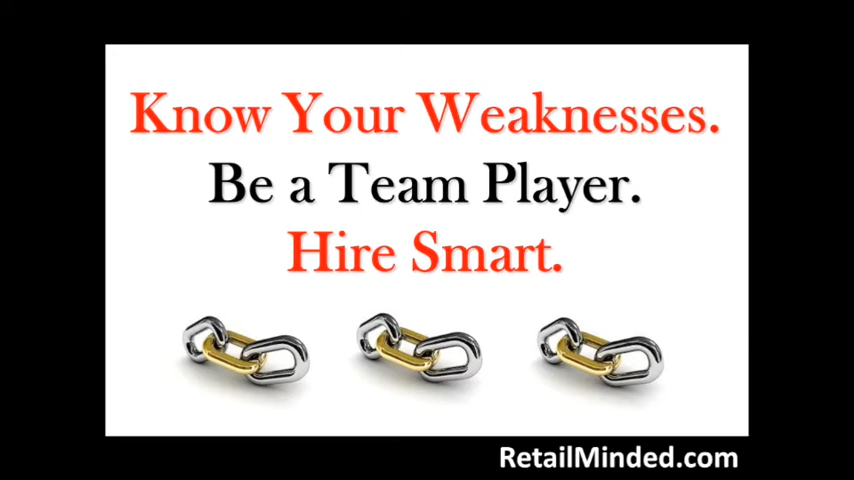 Know Your Weaknesses.
Be a Team Player.
Hire Smart.
RetailMinded.com